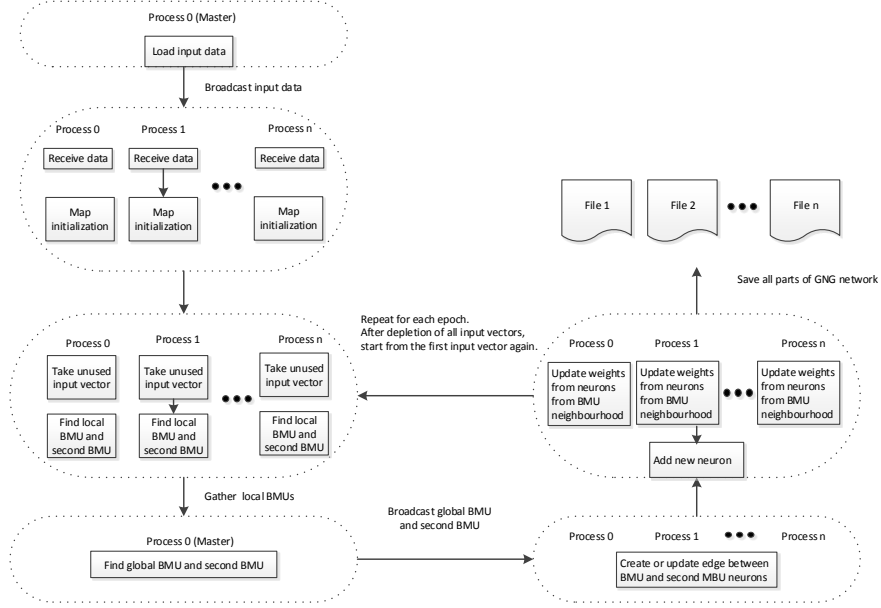 Process 0 (Master)
Load input data
Broadcast input data
Process 0
Process 1
Process n
Receive data
Receive data
Receive data
Map
initialization
Map
initialization
Map
initialization
File 1
File 2
File n
Save all parts of GNG network
Repeat for each epoch.
After depletion of all input vectors,
start from the first input vector again.
Process 0
Process 1
Process n
Take unused
input vector
Take unused
input vector
Take unused
input vector
Find local
BMU and
second BMU
Find local
BMU and
second BMU
Find local
BMU and
second BMU
Process 0
Process 1
Process n
Update weights
from neurons
from BMU
neighbourhood
Update weights
from neurons
from BMU
neighbourhood
Update weights
from neurons
from BMU
neighbourhood
Add new neuron
Gather local BMUs
Process 0 (Master)
Find global BMU and second BMU
Broadcast global BMU
and second BMU
Process 0
Process 1
Process n
Create or update edge between
BMU and second MBU neurons